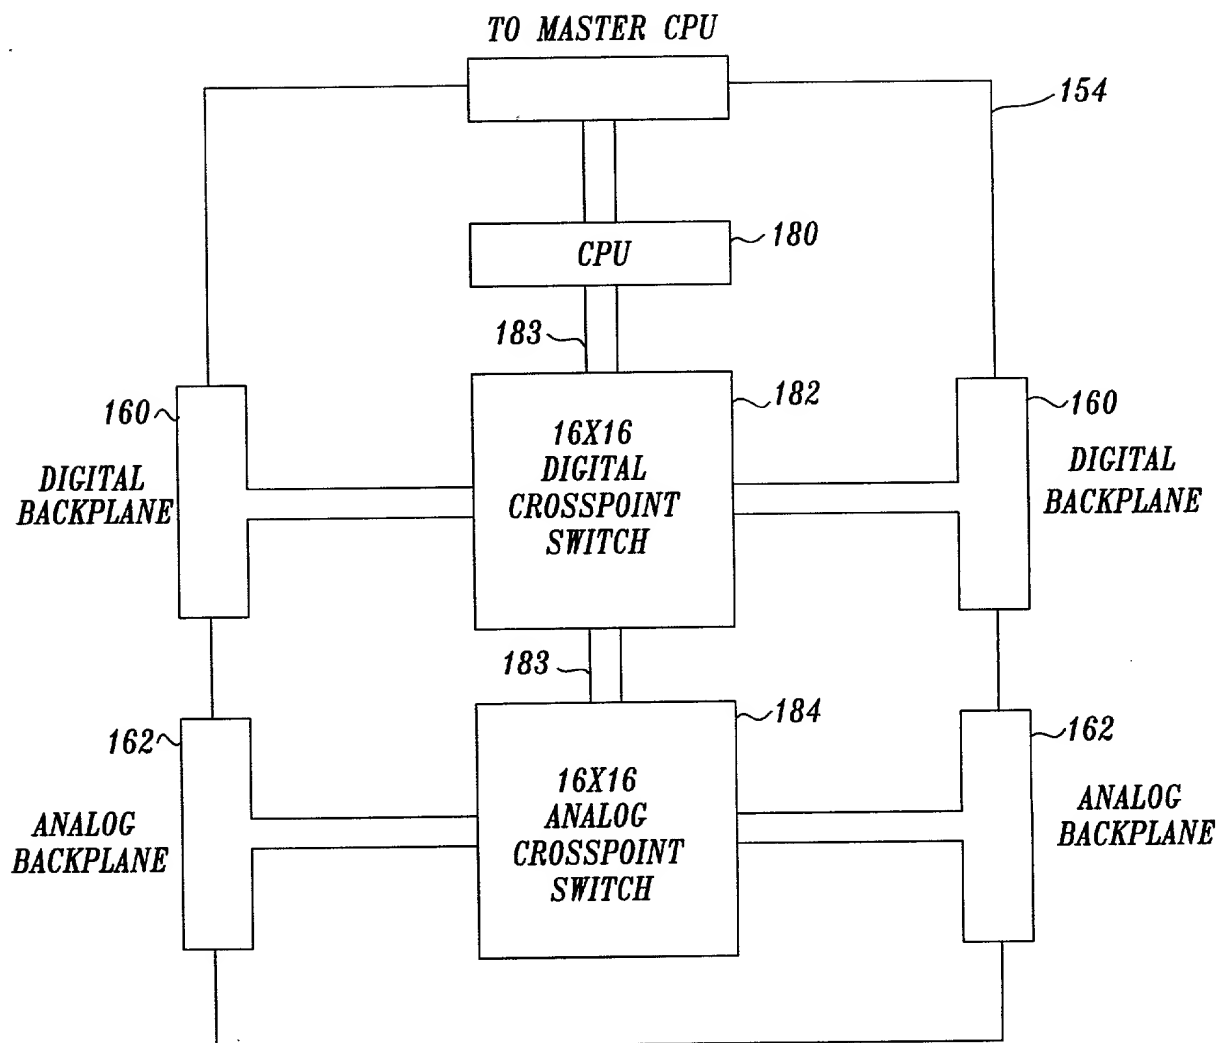 TO MASTER CPU
154
CPU
180
183
160
DIGITAL
BACKPLANE
16X16
DIGITAL
CROSSPOINT
SWITCH
182
160
DIGITAL
BACKPLANE
183
162
ANALOG
BACKPLANE
16X16
ANALOG
CROSSPOINT
SWITCH
184
162
ANALOG
BACKPLANE